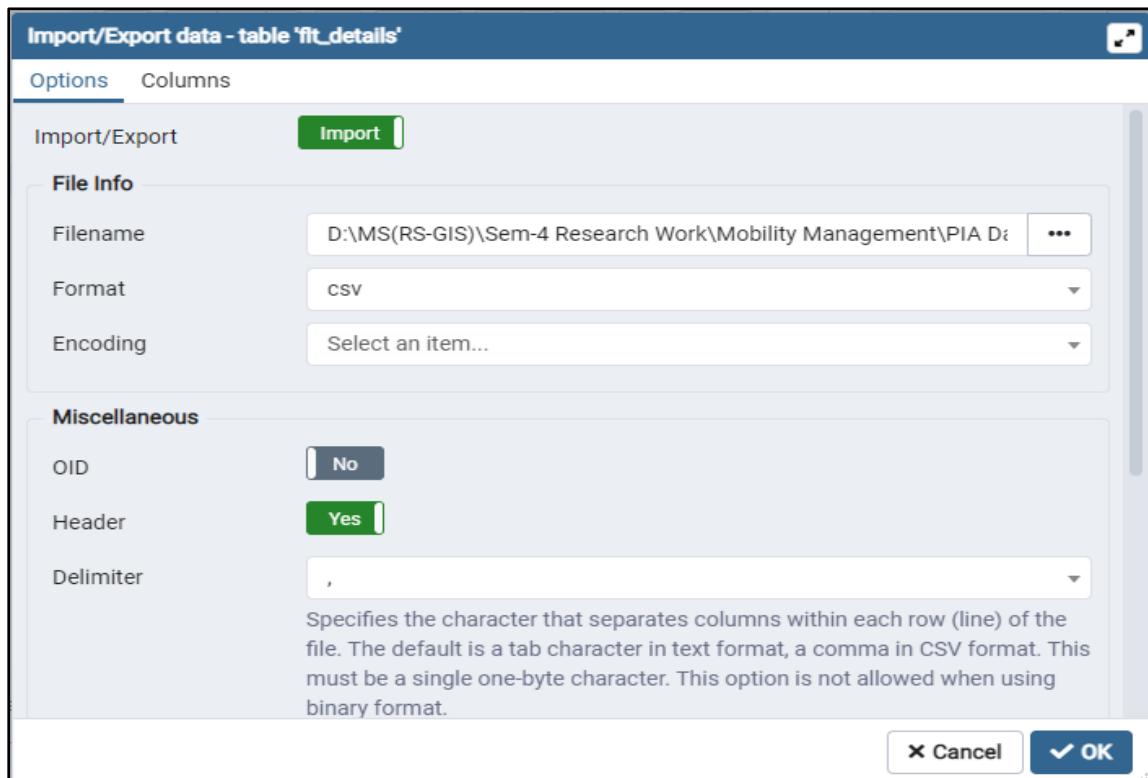 Import/Export data - table 'flt_details'
Options Columns
Import/Export Import
File Info
Filename D:\MS(RS-GIS)\Sem-4 Research Work\Mobility Management\PIA Da
Format csv
Encoding Select an item...
Miscellaneous
OID No
Header Yes
Delimiter ,
Specifies the character that separates columns within each row (line) of the
file. The default is a tab character in text format, a comma in CSV format. This
must be a single one-byte character. This option is not allowed when using
binary format.
Cancel OK